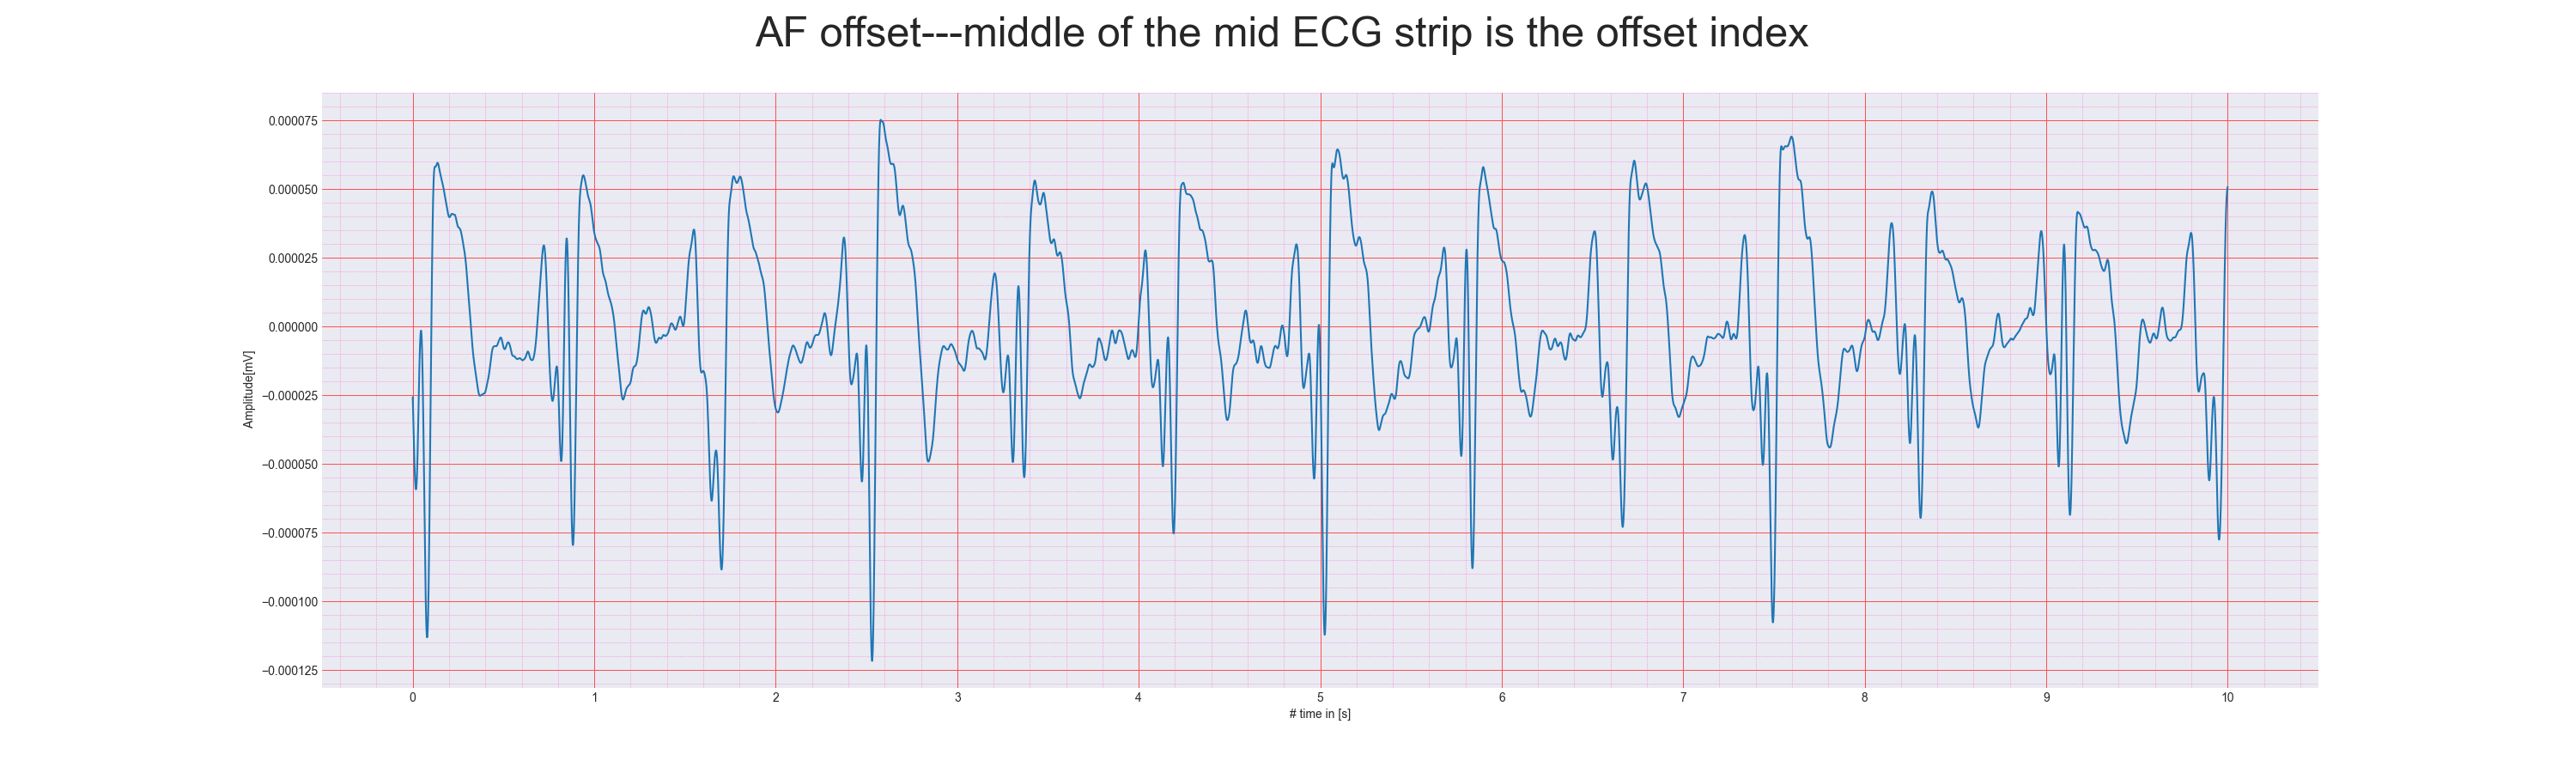 AF offset---middle of the mid ECG strip is the offset index
0.000075
0.000050
0.000025
0.000000
−0.000025
−0.000050
−0.000075
−0.000100
−0.000125
Amplitude[mV]
0 1 2 3 4 5 6 7 8 9 10
# time in [s]